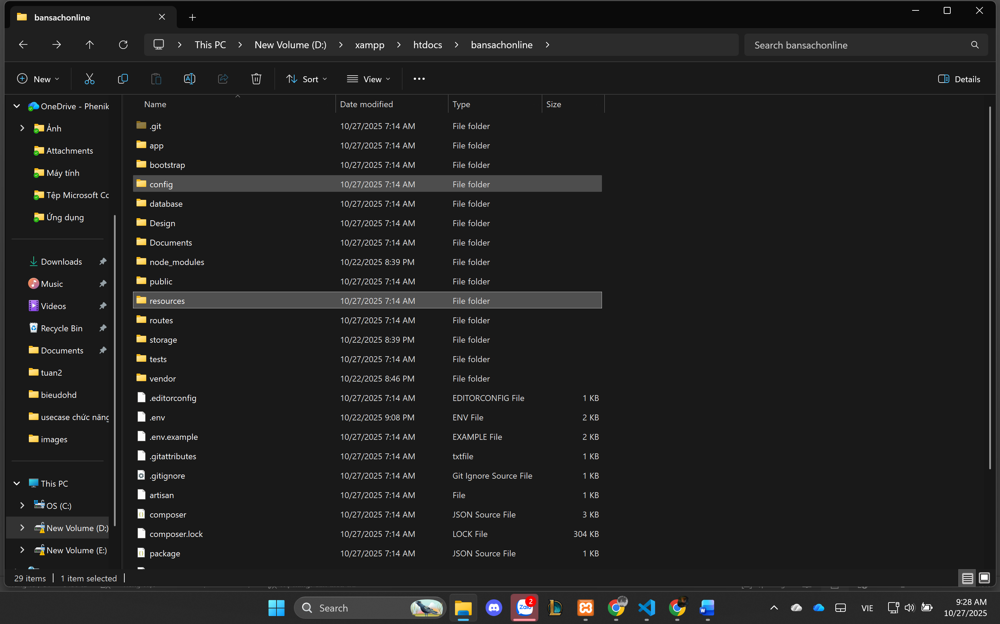 bansachonline
This PC New Volume (D:) xampp htdocs bansachonline
Search bansachonline
New Sort View Details
OneDrive - Phenik
Ảnh
Attachments
Máy tính
Tệp Microsoft Co
Ứng dụng
Downloads
Music
Videos
Recycle Bin
Documents
tuan2
bieudohd
usecase chức năng
images
This PC
OS (C:)
New Volume (D:)
New Volume (E:)
Name Date modified Type Size
.git 10/27/2025 7:14 AM File folder
app 10/27/2025 7:14 AM File folder
bootstrap 10/27/2025 7:14 AM File folder
config 10/27/2025 7:14 AM File folder
database 10/27/2025 7:14 AM File folder
Design 10/27/2025 7:14 AM File folder
Documents 10/27/2025 7:14 AM File folder
node_modules 10/22/2025 8:39 PM File folder
public 10/27/2025 7:14 AM File folder
resources 10/27/2025 7:14 AM File folder
routes 10/27/2025 7:14 AM File folder
storage 10/22/2025 8:39 PM File folder
tests 10/27/2025 7:14 AM File folder
vendor 10/22/2025 8:46 PM File folder
.editorconfig 10/27/2025 7:14 AM EDITORCONFIG File 1 KB
.env 10/22/2025 9:08 PM ENV File 2 KB
.env.example 10/27/2025 7:14 AM EXAMPLE File 2 KB
.gitattributes 10/27/2025 7:14 AM txtfile 1 KB
.gitignore 10/27/2025 7:14 AM Git Ignore Source File 1 KB
artisan 10/27/2025 7:14 AM File 1 KB
composer 10/27/2025 7:14 AM JSON Source File 3 KB
composer.lock 10/27/2025 7:14 AM LOCK File 304 KB
package 10/27/2025 7:14 AM JSON Source File 1 KB
29 items 1 item selected
Search
Zalo 2
VIE
9:28 AM
10/27/2025